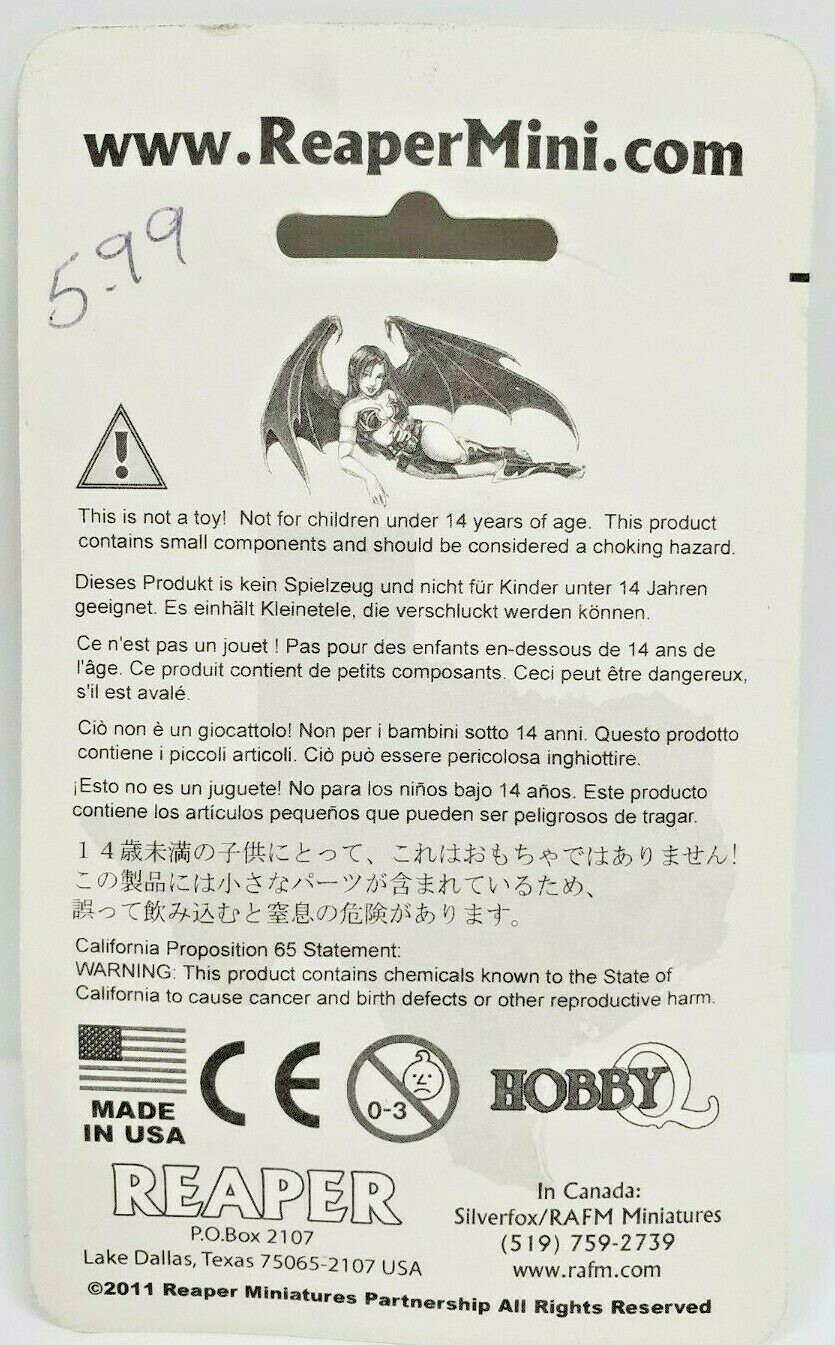 www.ReaperMini.com
5.99
!
This is not a toy! Not for children under 14 years of age. This product
contains small components and should be considered a choking hazard.
Dieses Produkt is kein Spielzeug und nicht für Kinder unter 14 Jahren
geeignet. Es einhält Kleinetele, die verschluckt werden können.
Ce n'est pas un jouet ! Pas pour des enfants en-dessous de 14 ans de
l'âge. Ce produit contient de petits composants. Ceci peut être dangereux,
s'il est avalé.
Ciò non è un giocattolo! Non per i bambini sotto 14 anni. Questo prodotto
contiene i piccoli articoli. Ciò può essere pericolosa inghiottire.
¡Esto no es un juguete! No para los niños bajo 14 años. Este producto
contiene los artículos pequeños que pueden ser peligrosos de tragar.
１４歳未満の子供にとって、これはおもちゃではありません!
この製品には小さなパーツが含まれているため、
誤って飲み込むと窒息の危険があります。
California Proposition 65 Statement:
WARNING: This product contains chemicals known to the State of
California to cause cancer and birth defects or other reproductive harm.
MADE
IN USA
CE
0-3
HOBBYQ
REAPER
P.O.Box 2107
Lake Dallas, Texas 75065-2107 USA
In Canada:
Silverfox/RAFM Miniatures
(519) 759-2739
www.rafm.com
©2011 Reaper Miniatures Partnership All Rights Reserved